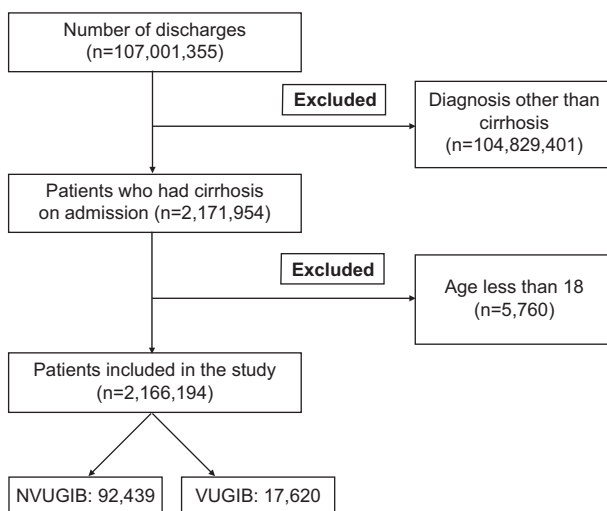 Number of discharges
(n=107,001,355)
Excluded
Diagnosis other than
cirrhosis
(n=104,829,401)
Patients who had cirrhosis
on admission (n=2,171,954)
Excluded
Age less than 18
(n=5,760)
Patients included in the study
(n=2,166,194)
NVUGIB: 92,439
VUGIB: 17,620